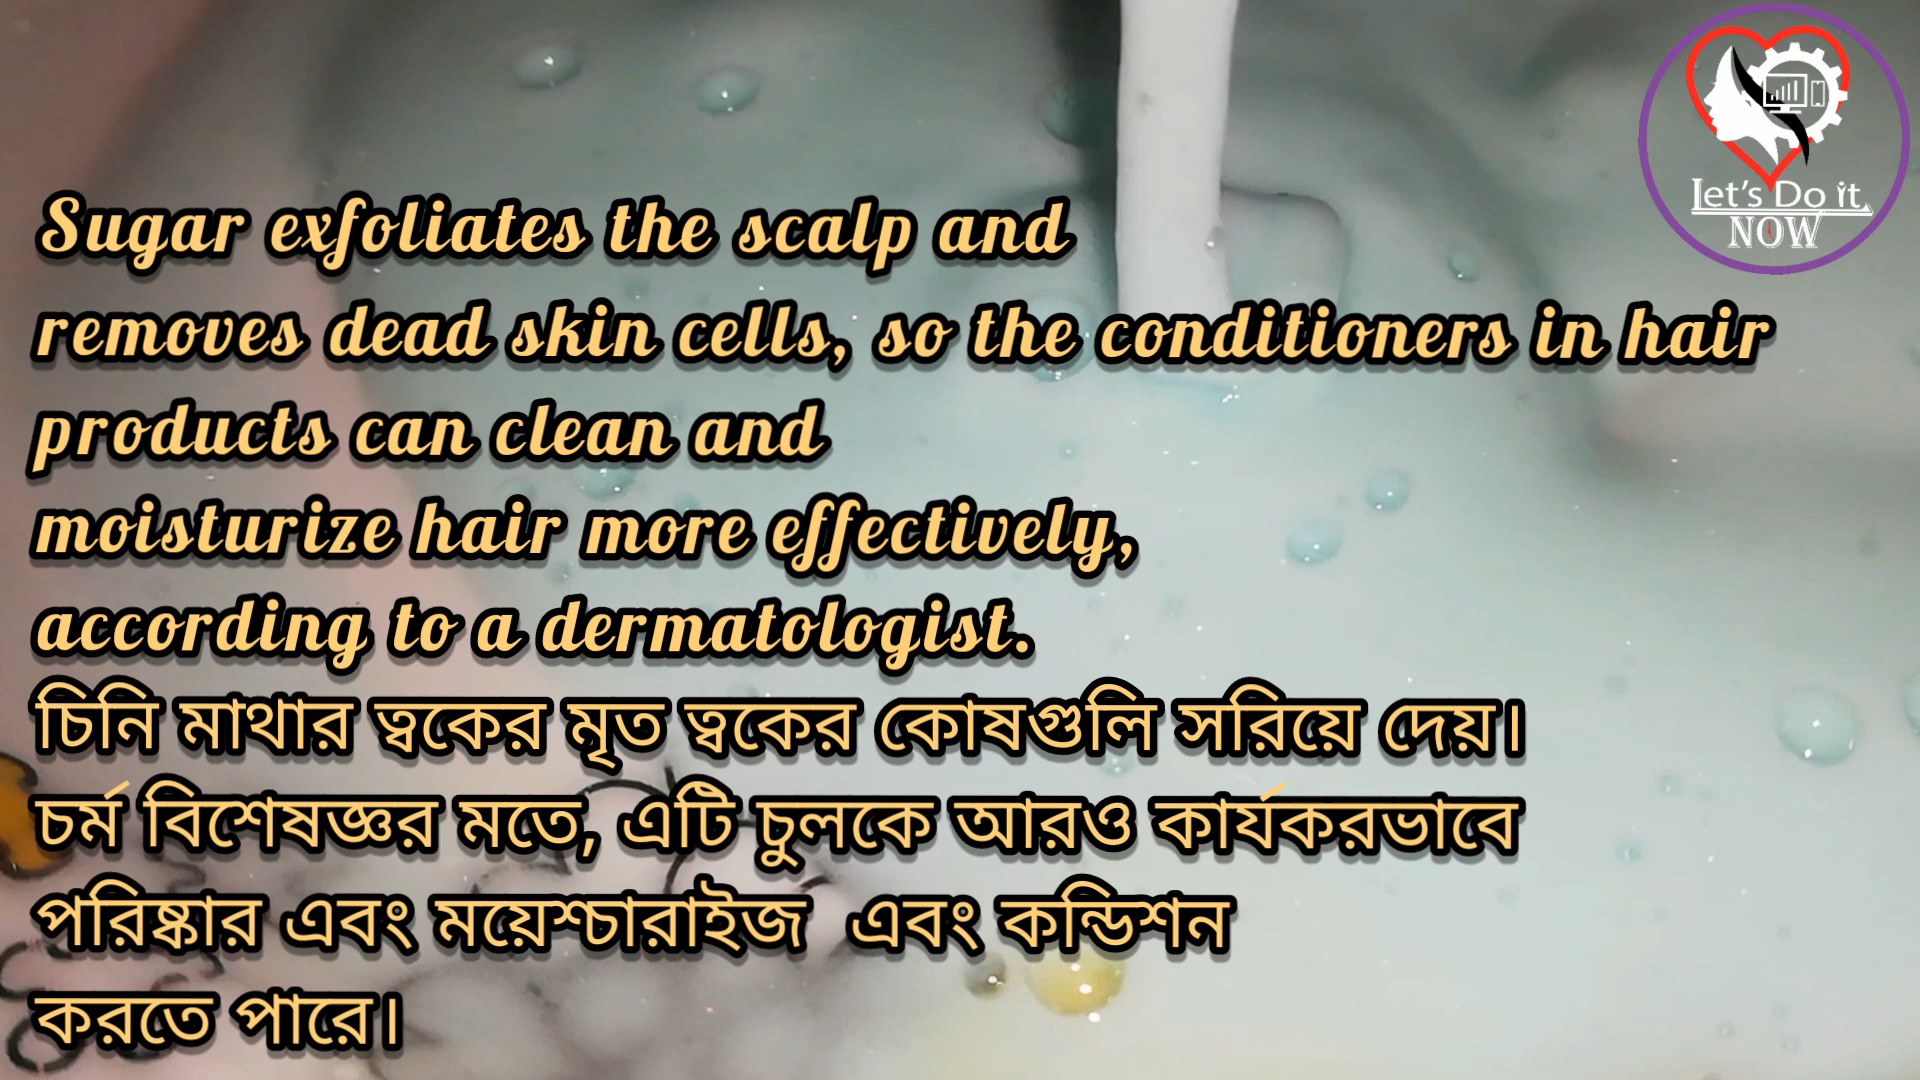 Let's Do it
NOW
Sugar exfoliates the scalp and
removes dead skin cells, so the conditioners in hair
products can clean and
moisturize hair more effectively,
according to a dermatologist.
চিনি মাথার ত্বকের মৃত ত্বকের কোষগুলি সরিয়ে দেয়।
চর্ম বিশেষজ্ঞর মতে, এটি চুলকে আরও কার্যকরভাবে
পরিষ্কার এবং ময়েশ্চারাইজ  এবং কন্ডিশন
করতে পারে।